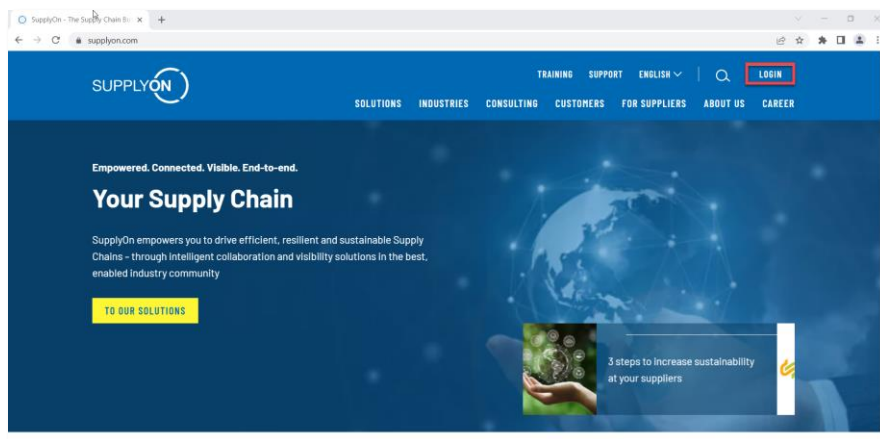 SupplyOn - The Supply Chain Bu
supplyon.com
SUPPLYON
TRAINING SUPPORT ENGLISH LOGIN
SOLUTIONS INDUSTRIES CONSULTING CUSTOMERS FOR SUPPLIERS ABOUT US CAREER
Empowered. Connected. Visible. End-to-end.
Your Supply Chain
SupplyOn empowers you to drive efficient, resilient and sustainable Supply
Chains – through intelligent collaboration and visibility solutions in the best,
enabled industry community
TO OUR SOLUTIONS
3 steps to increase sustainability
at your suppliers